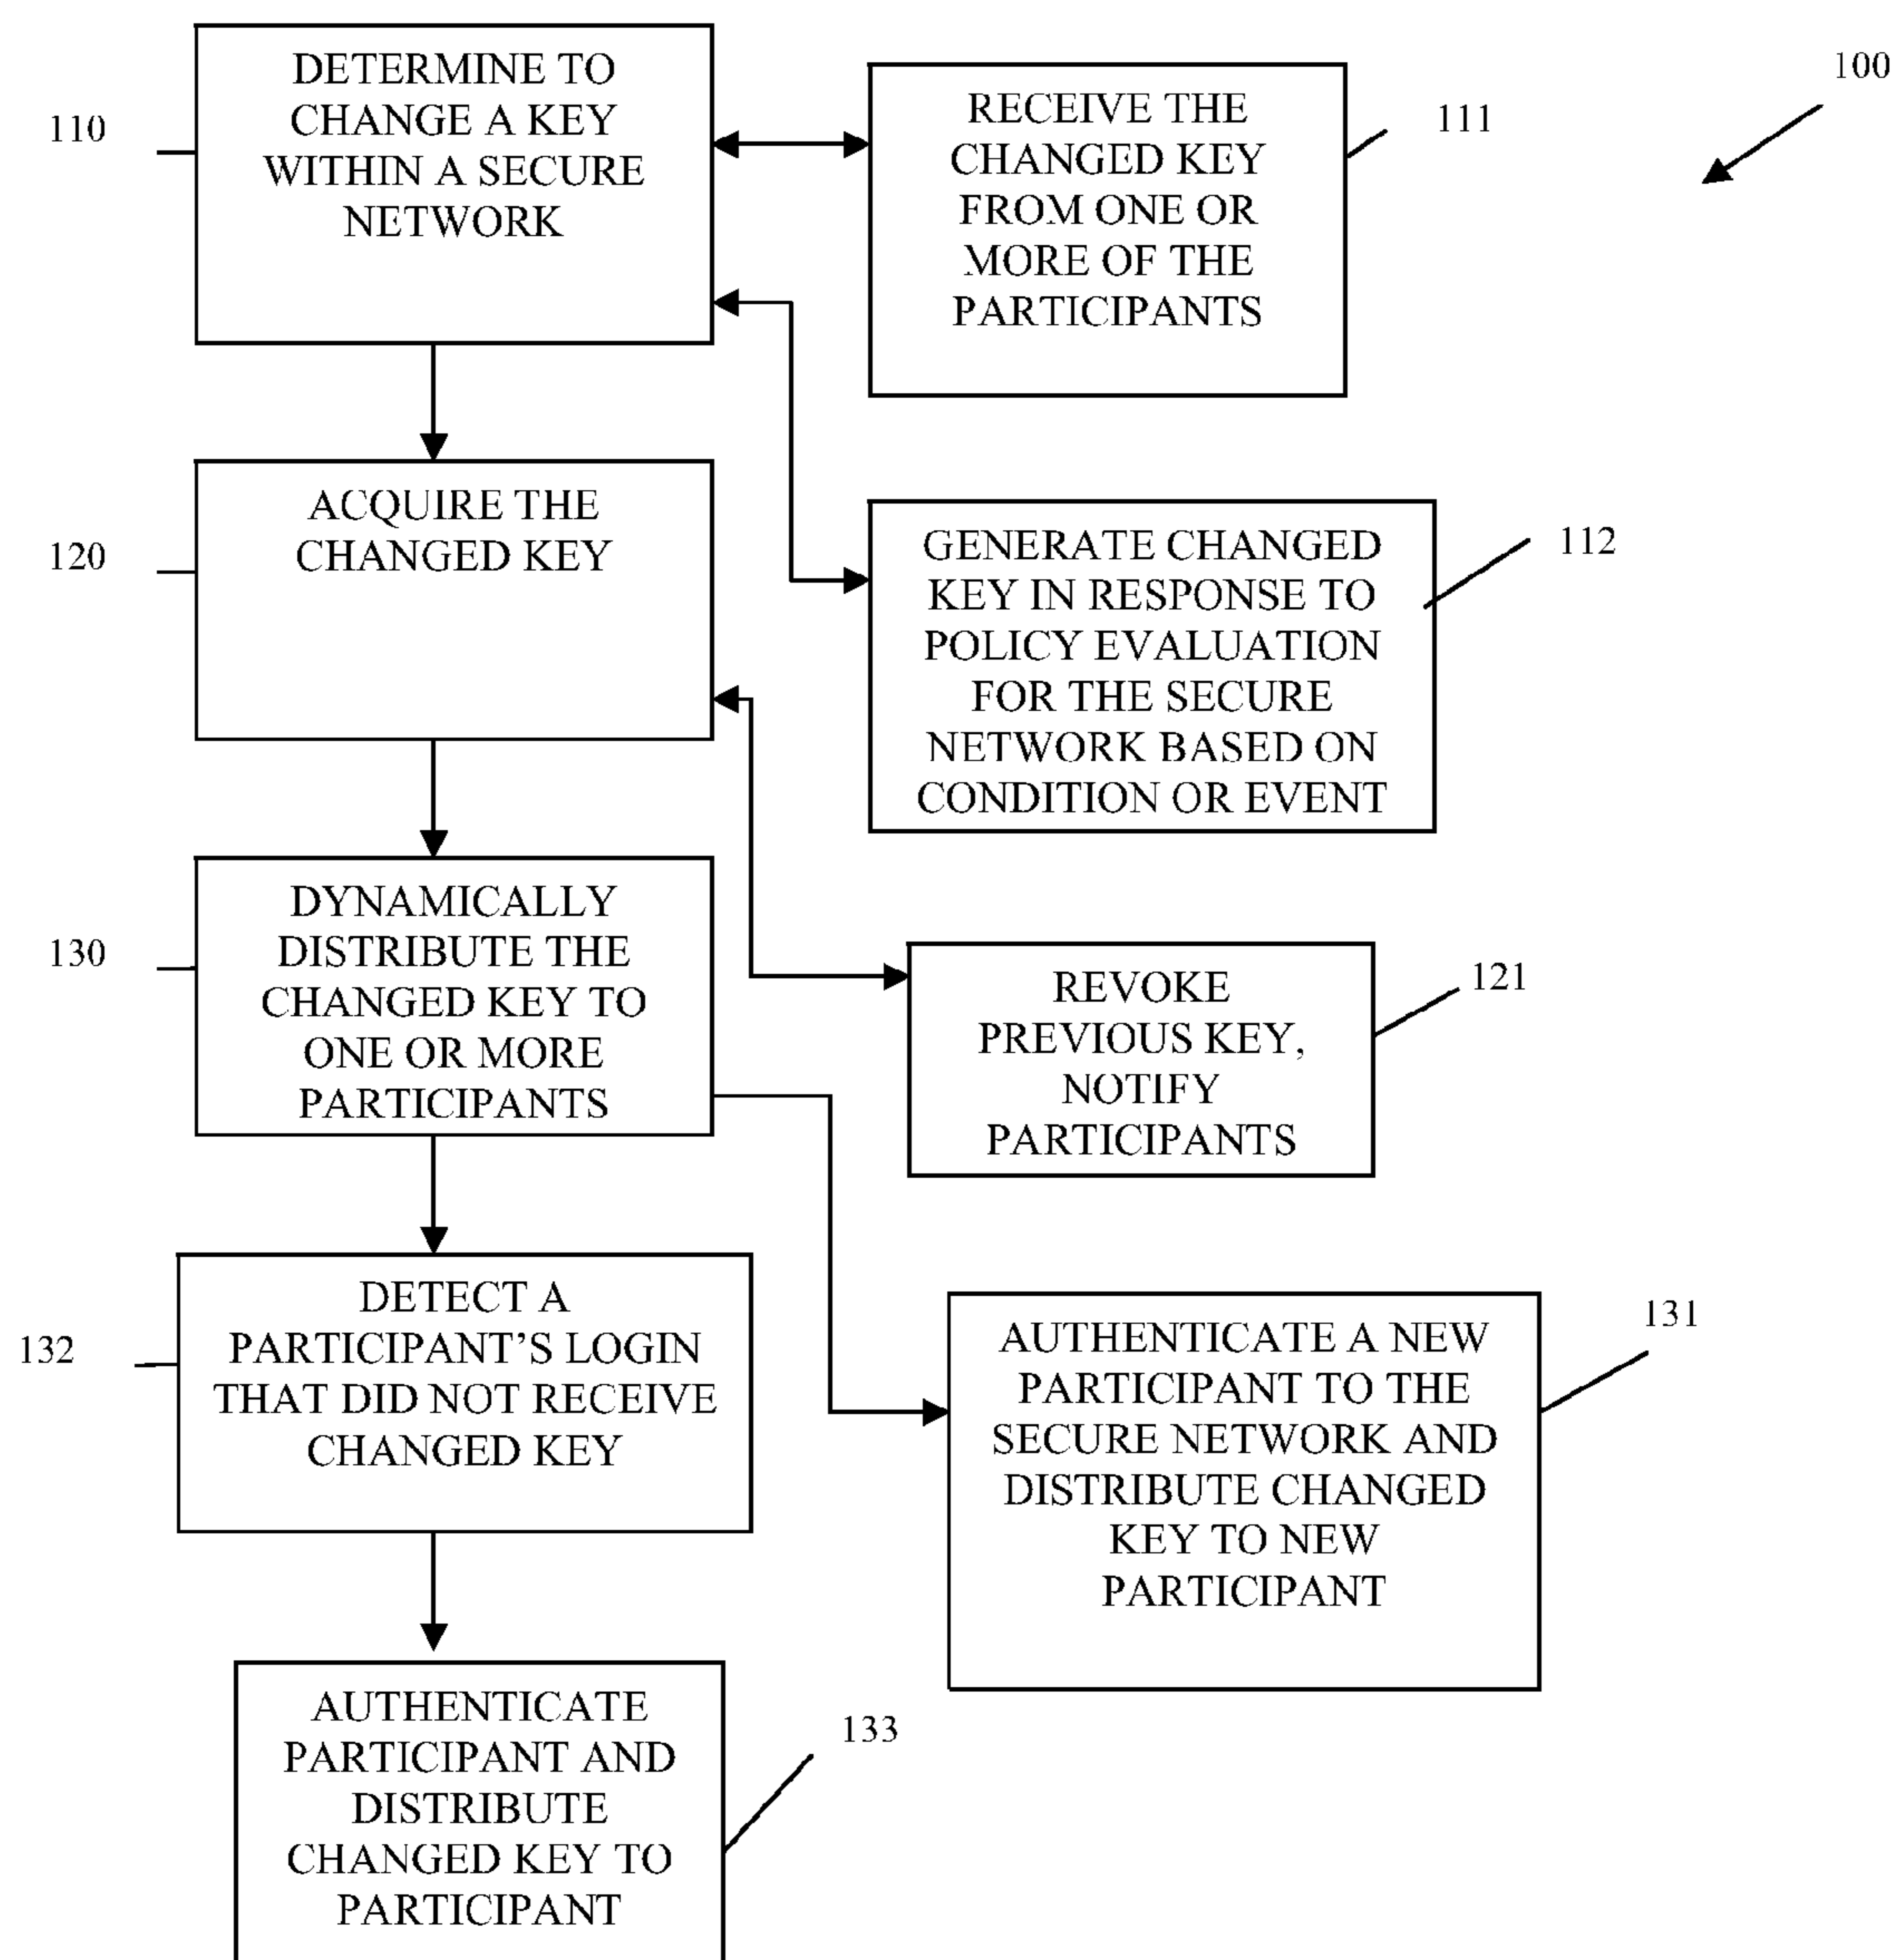 100
110
DETERMINE TO
CHANGE A KEY
WITHIN A SECURE
NETWORK
RECEIVE THE
CHANGED KEY
FROM ONE OR
MORE OF THE
PARTICIPANTS
111
120
ACQUIRE THE
CHANGED KEY
GENERATE CHANGED
KEY IN RESPONSE TO
POLICY EVALUATION
FOR THE SECURE
NETWORK BASED ON
CONDITION OR EVENT
112
130
DYNAMICALLY
DISTRIBUTE THE
CHANGED KEY TO
ONE OR MORE
PARTICIPANTS
REVOKE
PREVIOUS KEY,
NOTIFY
PARTICIPANTS
121
132
DETECT A
PARTICIPANT’S LOGIN
THAT DID NOT RECEIVE
CHANGED KEY
AUTHENTICATE A NEW
PARTICIPANT TO THE
SECURE NETWORK AND
DISTRIBUTE CHANGED
KEY TO NEW
PARTICIPANT
131
AUTHENTICATE
PARTICIPANT AND
DISTRIBUTE
CHANGED KEY TO
PARTICIPANT
133